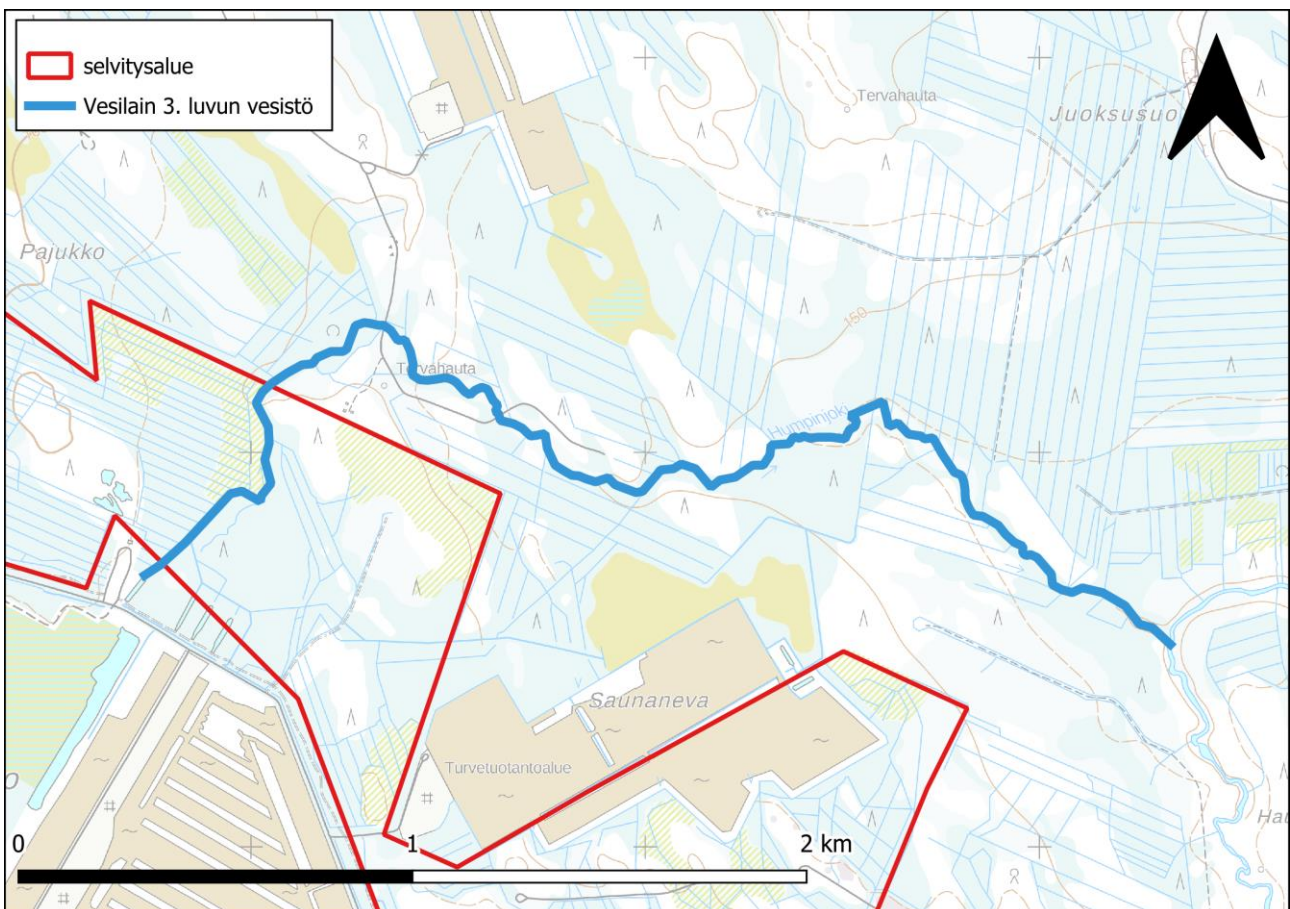 selvitysalue
Vesilain 3. luvun vesistö
Tervahauta
Juoksusuo
Pajukko
150
Tervahauta
Humpinjoki
Saunaneva
Turvetuotantoalue
0
1
2 km